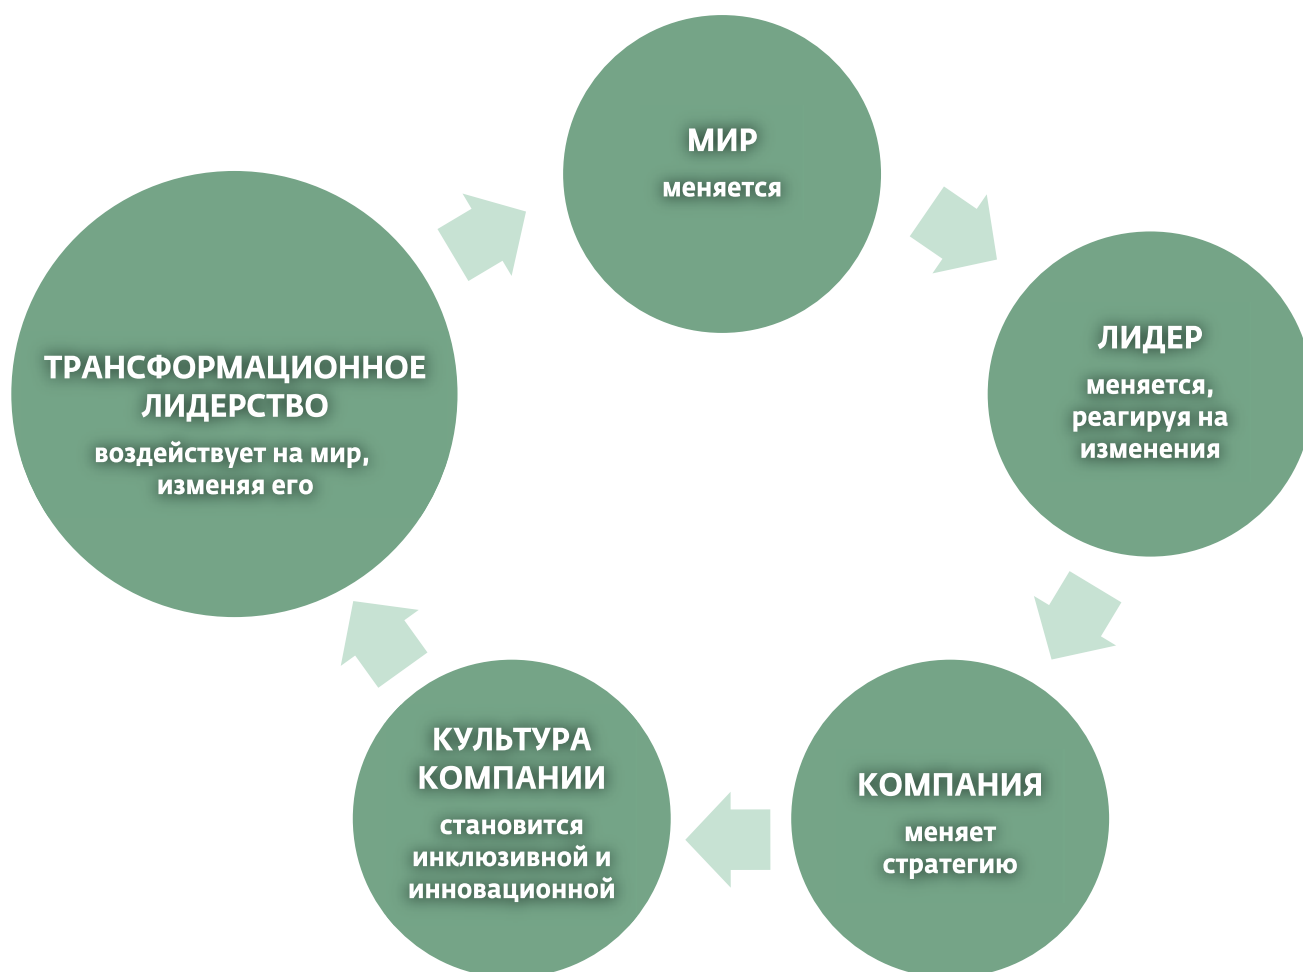 МИР
меняется
ЛИДЕР
меняется,
реагируя на
изменения
КОМПАНИЯ
меняет
стратегию
КУЛЬТУРА
КОМПАНИИ
становится
инклюзивной и
инновационной
ТРАНСФОРМАЦИОННОЕ
ЛИДЕРСТВО
воздействует на мир,
изменяя его